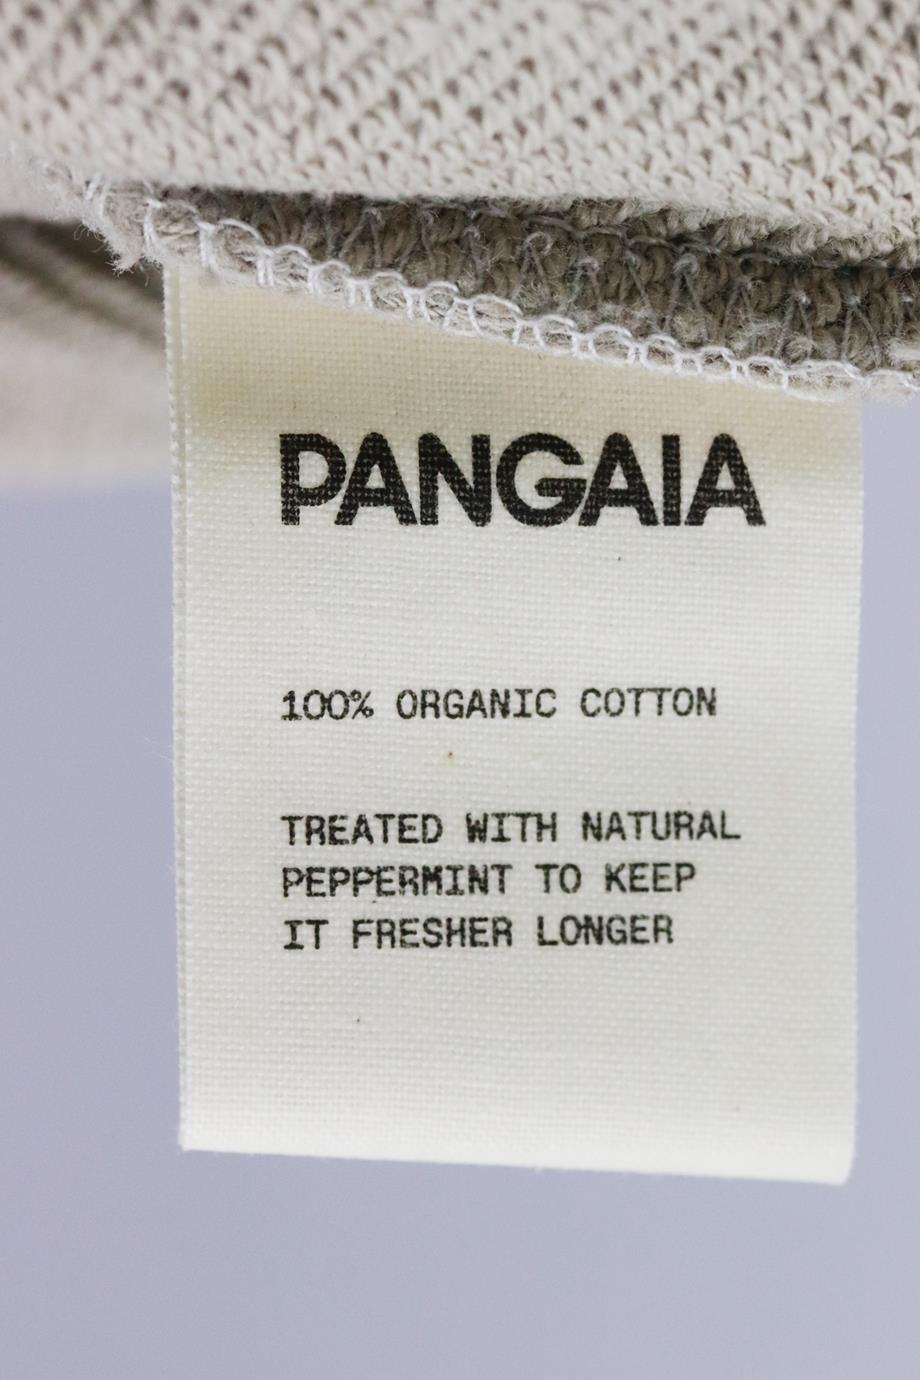 PANGAIA
100% ORGANIC COTTON
TREATED WITH NATURAL
PEPPERMINT TO KEEP
IT FRESHER LONGER